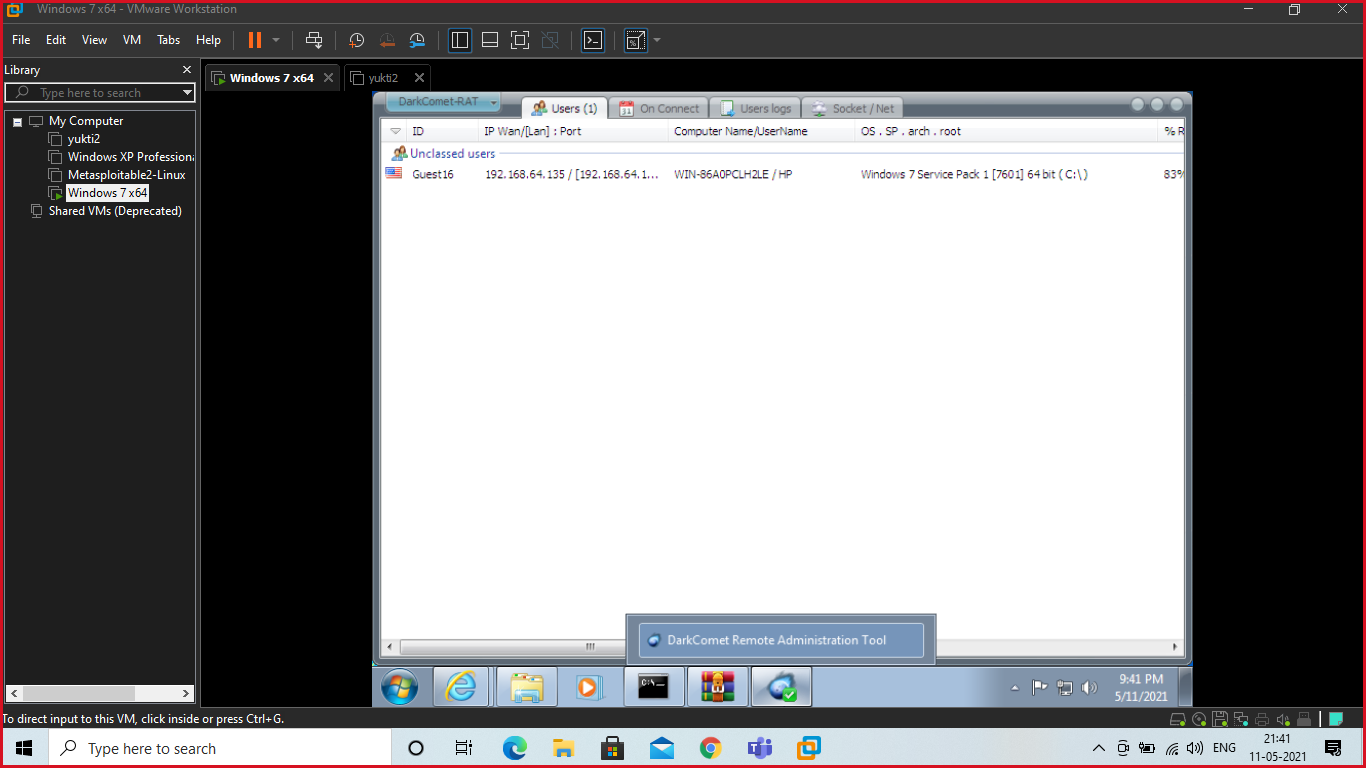 Windows 7 x64 - VMware Workstation
File Edit View VM Tabs Help
Library
Type here to search
My Computer
yukti2
Windows XP Professiona
Metasploitable2-Linux
Windows 7 x64
Shared VMs (Deprecated)
Windows 7 x64 yukti2
DarkComet-RAT Users (1) On Connect Users logs Socket / Net
31
ID IP Wan/[Lan] : Port Computer Name/UserName OS . SP . arch . root % R
Unclassed users
Guest16 192.168.64.135 / [192.168.64.1... WIN-86A0PCLH2LE / HP Windows 7 Service Pack 1 [7601] 64 bit ( C:\ ) 83%
DarkComet Remote Administration Tool
C:\.
9:41 PM
5/11/2021
To direct input to this VM, click inside or press Ctrl+G.
Type here to search
ENG
21:41
11-05-2021